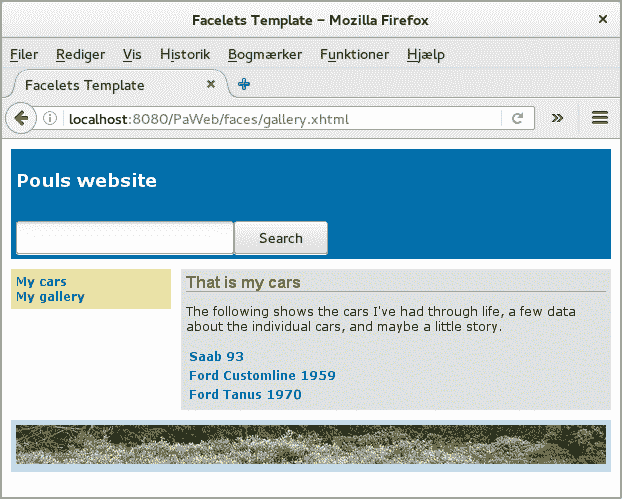 Facelets Template – Mozilla Firefox
Filer Rediger Vis Historik Bogmærker Funktioner Hjælp
Facelets Template
localhost:8080/PaWeb/faces/gallery.xhtml
Pouls website
Search
My cars
My gallery
That is my cars
The following shows the cars I've had through life, a few data
about the individual cars, and maybe a little story.
Saab 93
Ford Customline 1959
Ford Tanus 1970